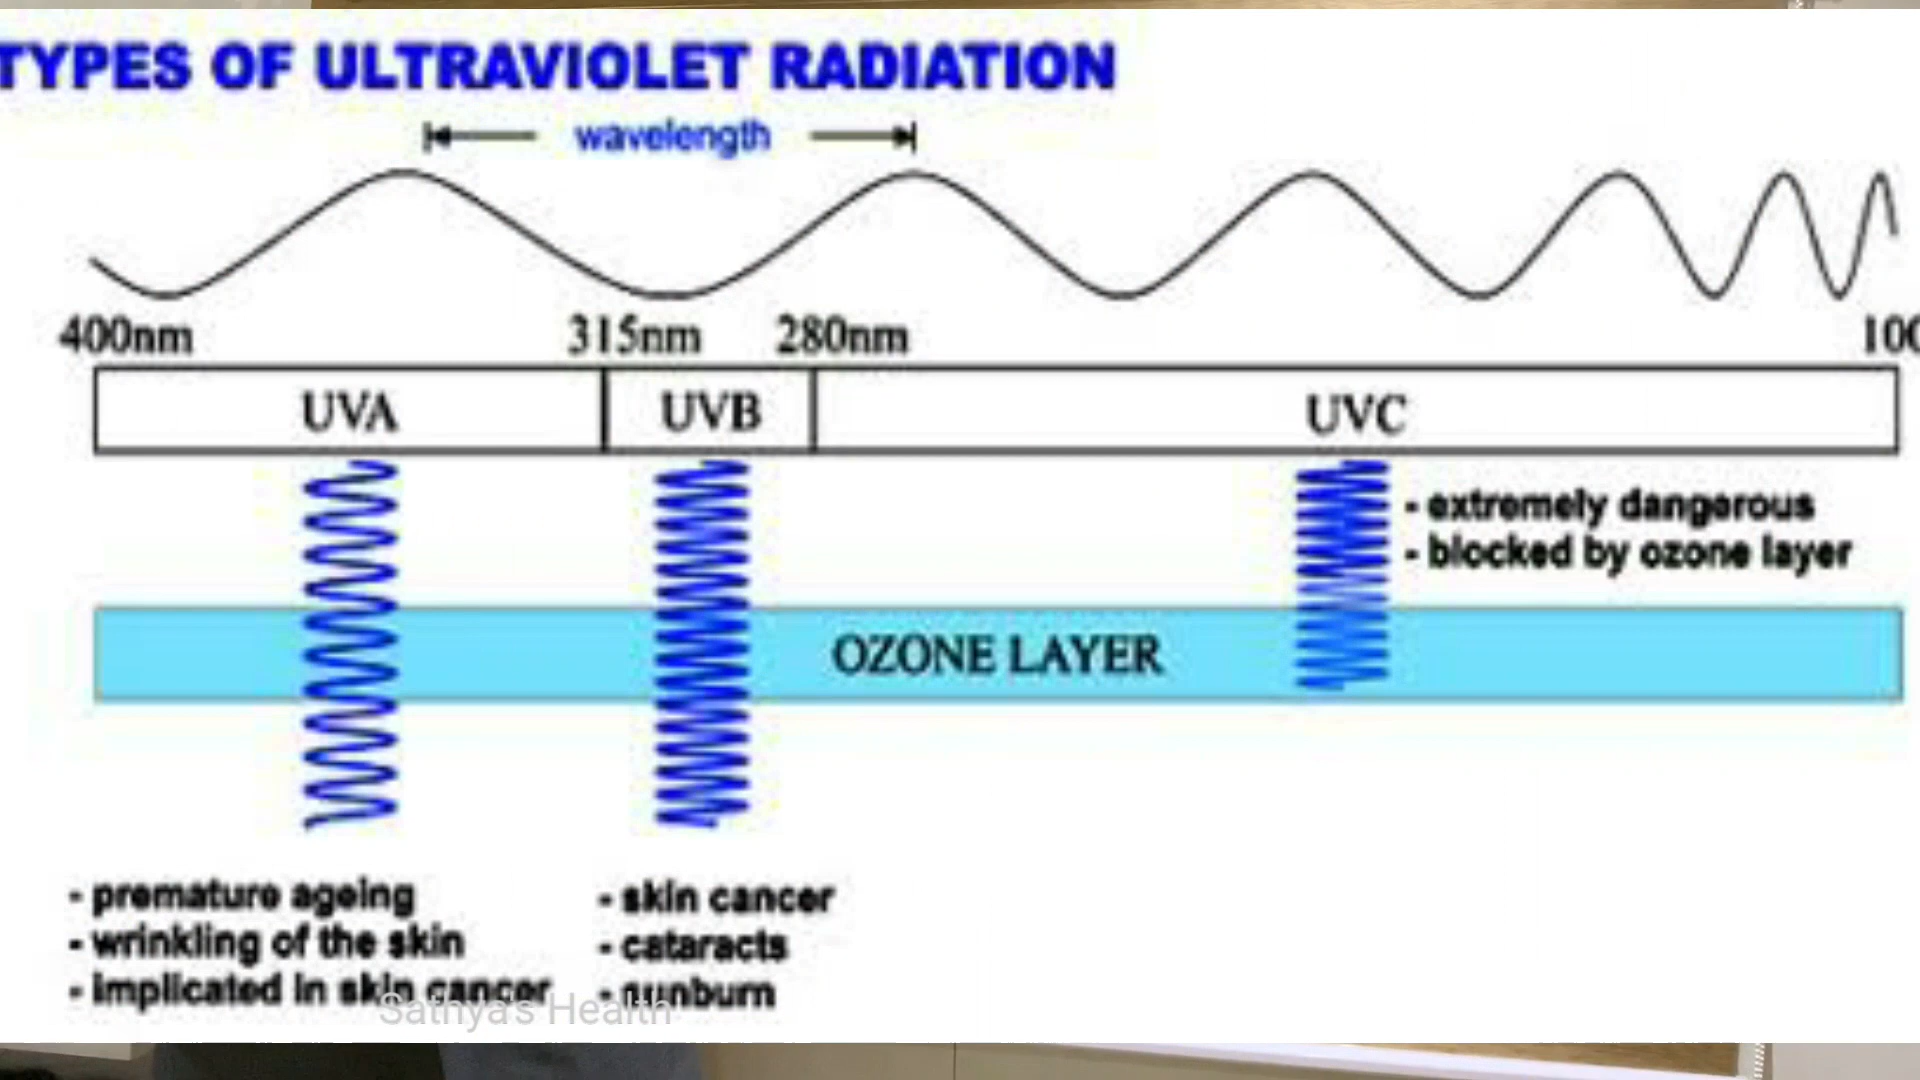 TYPES OF ULTRAVIOLET RADIATION
wavelength
400nm 315nm 280nm 100
UVA UVB UVC
- extremely dangerous
- blocked by ozone layer
OZONE LAYER
- premature ageing
- wrinkling of the skin
- implicated in skin cancer
- skin cancer
- cataracts
- sunburn
Sathya's Health